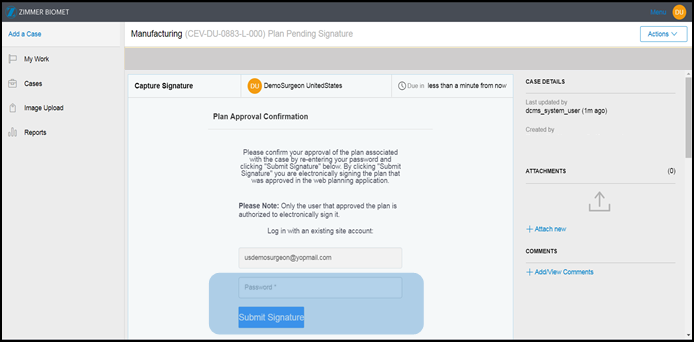 ZIMMER BIOMET
Menu
DU
Add a Case
Manufacturing (CEV-DU-0883-L-000) Plan Pending Signature
Actions
My Work
Cases
Image Upload
Reports
Capture Signature
DU
DemoSurgeon UnitedStates
Due in less than a minute from now
Plan Approval Confirmation
Please confirm your approval of the plan associated
with the case by re-entering your password and
clicking "Submit Signature" below. By clicking "Submit
Signature" you are electronically signing the plan that
was approved in the web planning application.
Please Note: Only the user that approved the plan is
authorized to electronically sign it.
Log in with an existing site account:
usdemosurgeon@yopmail.com
Password *
Submit Signature
CASE DETAILS
Last updated by
dcms_system_user (1m ago)
Created by
ATTACHMENTS (0)
+ Attach new
COMMENTS
+ Add/View Comments